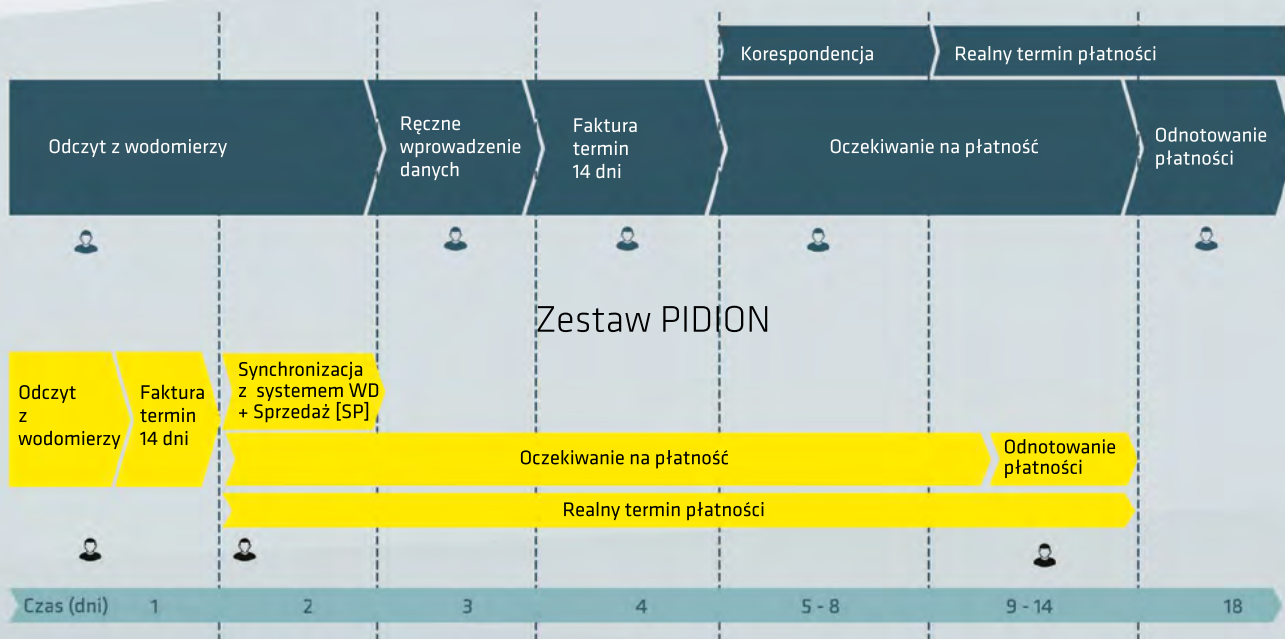 Korespondencja
Realny termin płatności
Odczyt z wodomierzy
Ręczne
wprowadzenie
danych
Faktura
termin
14 dni
Oczekiwanie na płatność
Odnotowanie
płatności
Zestaw PIDION
Odczyt
z
wodomierzy
Faktura
termin
14 dni
Synchronizacja
z systemem WD
+ Sprzedaż [SP]
Oczekiwanie na płatność
Odnotowanie
płatności
Realny termin płatności
Czas (dni) 1 2 3 4 5 - 8 9 - 14 18